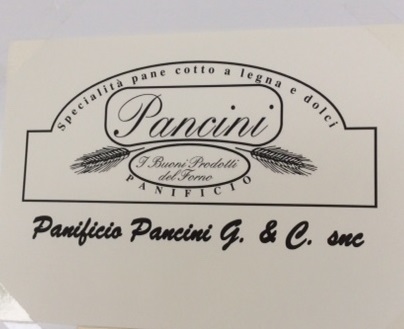 Specialità pane cotto a legna e dolci
Pancini
I Buoni Prodotti
del Forno
PANIFICIO
Panificio Pancini G. & C. snc